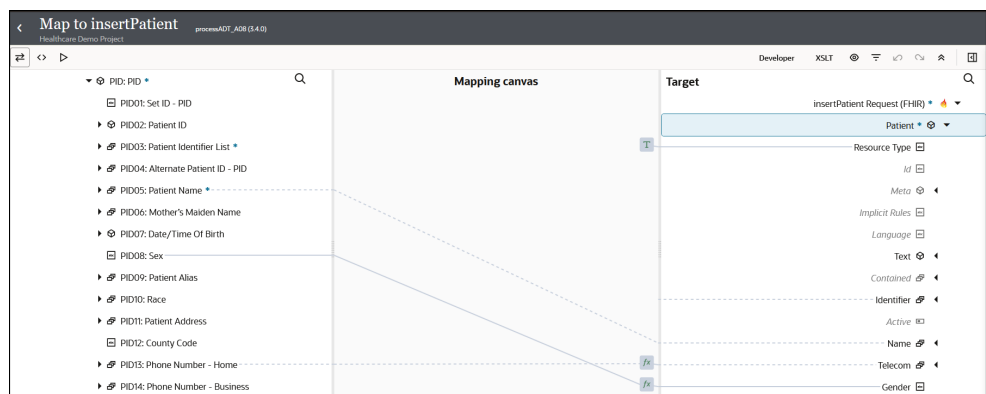 Map to insertPatient processADT_A08 (3.4.0)
Healthcare Demo Project
Developer XSLT
PID: PID *
Mapping canvas
Target
PID01: Set ID - PID
insertPatient Request (FHIR) *
PID02: Patient ID
Patient *
PID03: Patient Identifier List *
T
Resource Type
PID04: Alternate Patient ID - PID
Id
PID05: Patient Name *
Meta
PID06: Mother's Maiden Name
Implicit Rules
PID07: Date/Time Of Birth
Language
PID08: Sex
Text
PID09: Patient Alias
Contained
PID10: Race
Identifier
PID11: Patient Address
Active
PID12: County Code
Name
PID13: Phone Number - Home
fx
Telecom
PID14: Phone Number - Business
fx
Gender